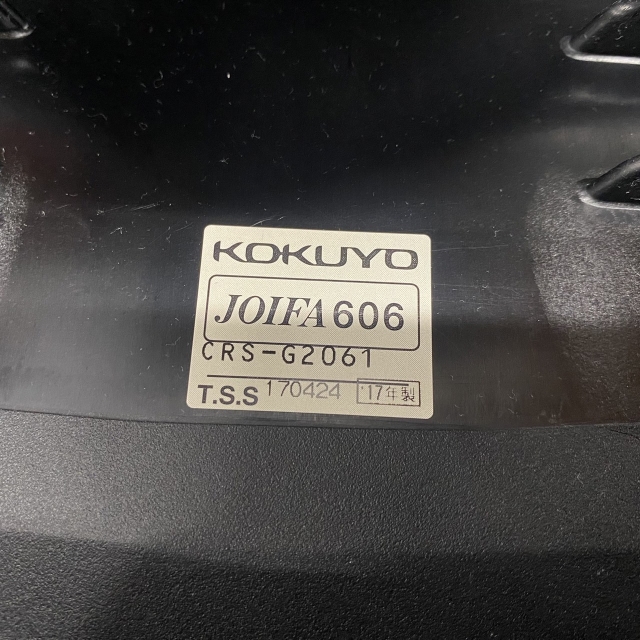 KOKUYO
JOIFA 606
CRS-G2061
T.S.S 170424 '17年製